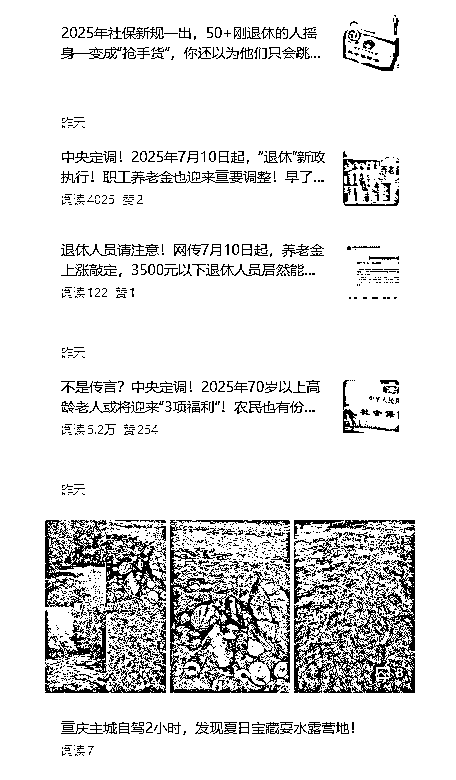 2025年社保新规一出，50+刚退休的人摇
身一变成“抢手货”，你还以为他们只会跳...
昨天
中央定调！2025年7月10日起，“退休”新政
执行！职工养老金也迎来重要调整！早了...
阅读4025 赞2
退休人员请注意！网传7月10日起，养老金
上涨敲定，3500元以下退休人员居然能...
阅读122 赞1
昨天
不是传言？中央定调！2025年70岁以上高
龄老人或将迎来“3项福利”！农民也有份...
阅读5.2万 赞254
昨天
重庆主城自驾2小时，发现夏日宝藏耍水露营地！
阅读7